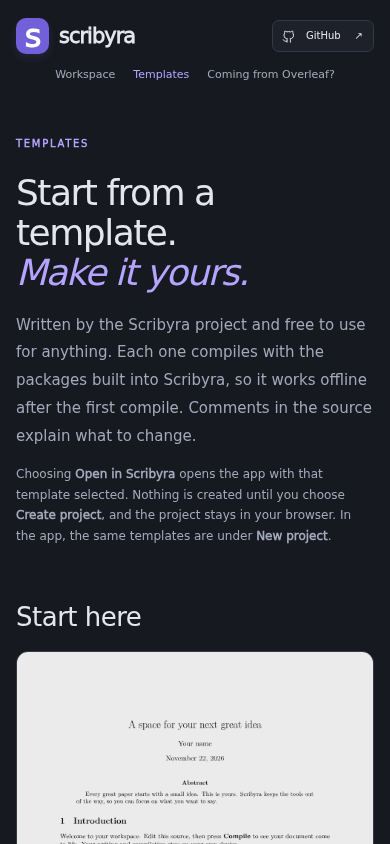 S scribyra
GitHub ↗
Workspace Templates Coming from Overleaf?
TEMPLATES
Start from a
template.
Make it yours.
Written by the Scribyra project and free to use
for anything. Each one compiles with the
packages built into Scribyra, so it works offline
after the first compile. Comments in the source
explain what to change.
Choosing Open in Scribyra opens the app with that
template selected. Nothing is created until you choose
Create project, and the project stays in your browser. In
the app, the same templates are under New project.
Start here
A space for your next great idea
Your name
November 22, 2026
Abstract
Every great paper starts with a small idea. This is yours. Scribyra keeps the tools out
of the way, so you can focus on what you want to say.
1 Introduction
Welcome to your workspace. Edit this source, then press Compile to see your document come